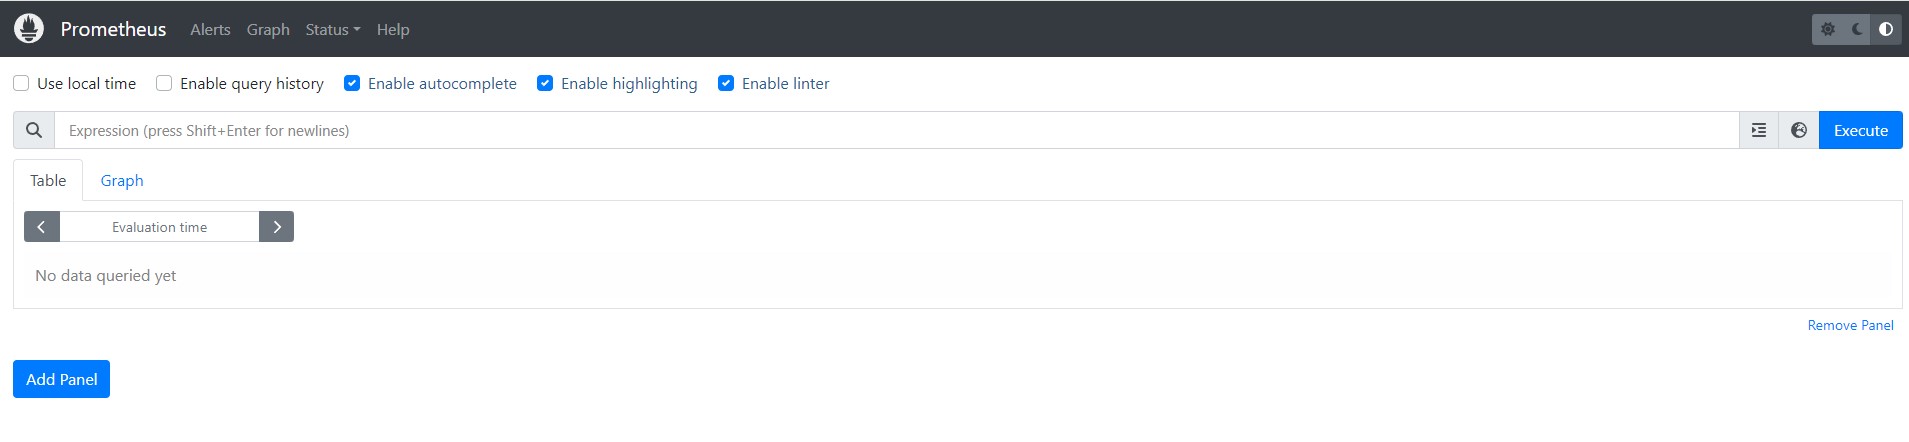 Prometheus Alerts Graph Status Help
Use local time Enable query history Enable autocomplete Enable highlighting Enable linter
Expression (press Shift+Enter for newlines) Execute
Table Graph
Evaluation time
No data queried yet
Remove Panel
Add Panel